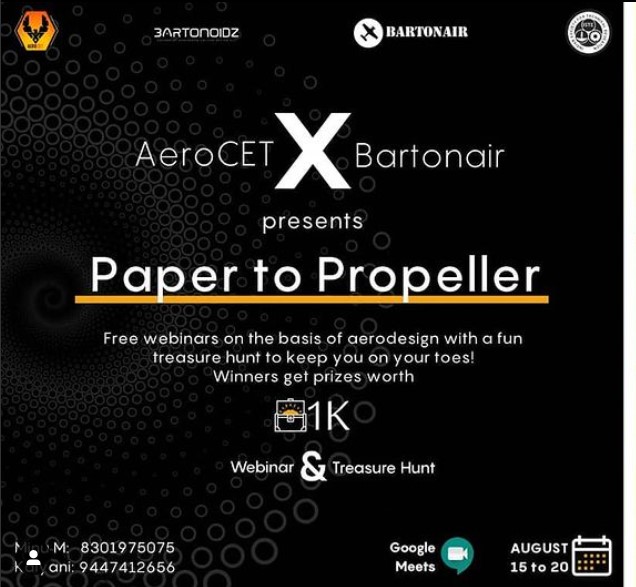 BARTONOIDZ
BARTONAIR
ISTE
AeroCET X Bartonair
presents
Paper to Propeller
Free webinars on the basis of aerodesign with a fun
treasure hunt to keep you on your toes!
Winners get prizes worth
1K
Webinar & Treasure Hunt
M: 8301975075
9447412656
Google
Meets
AUGUST
15 to 20